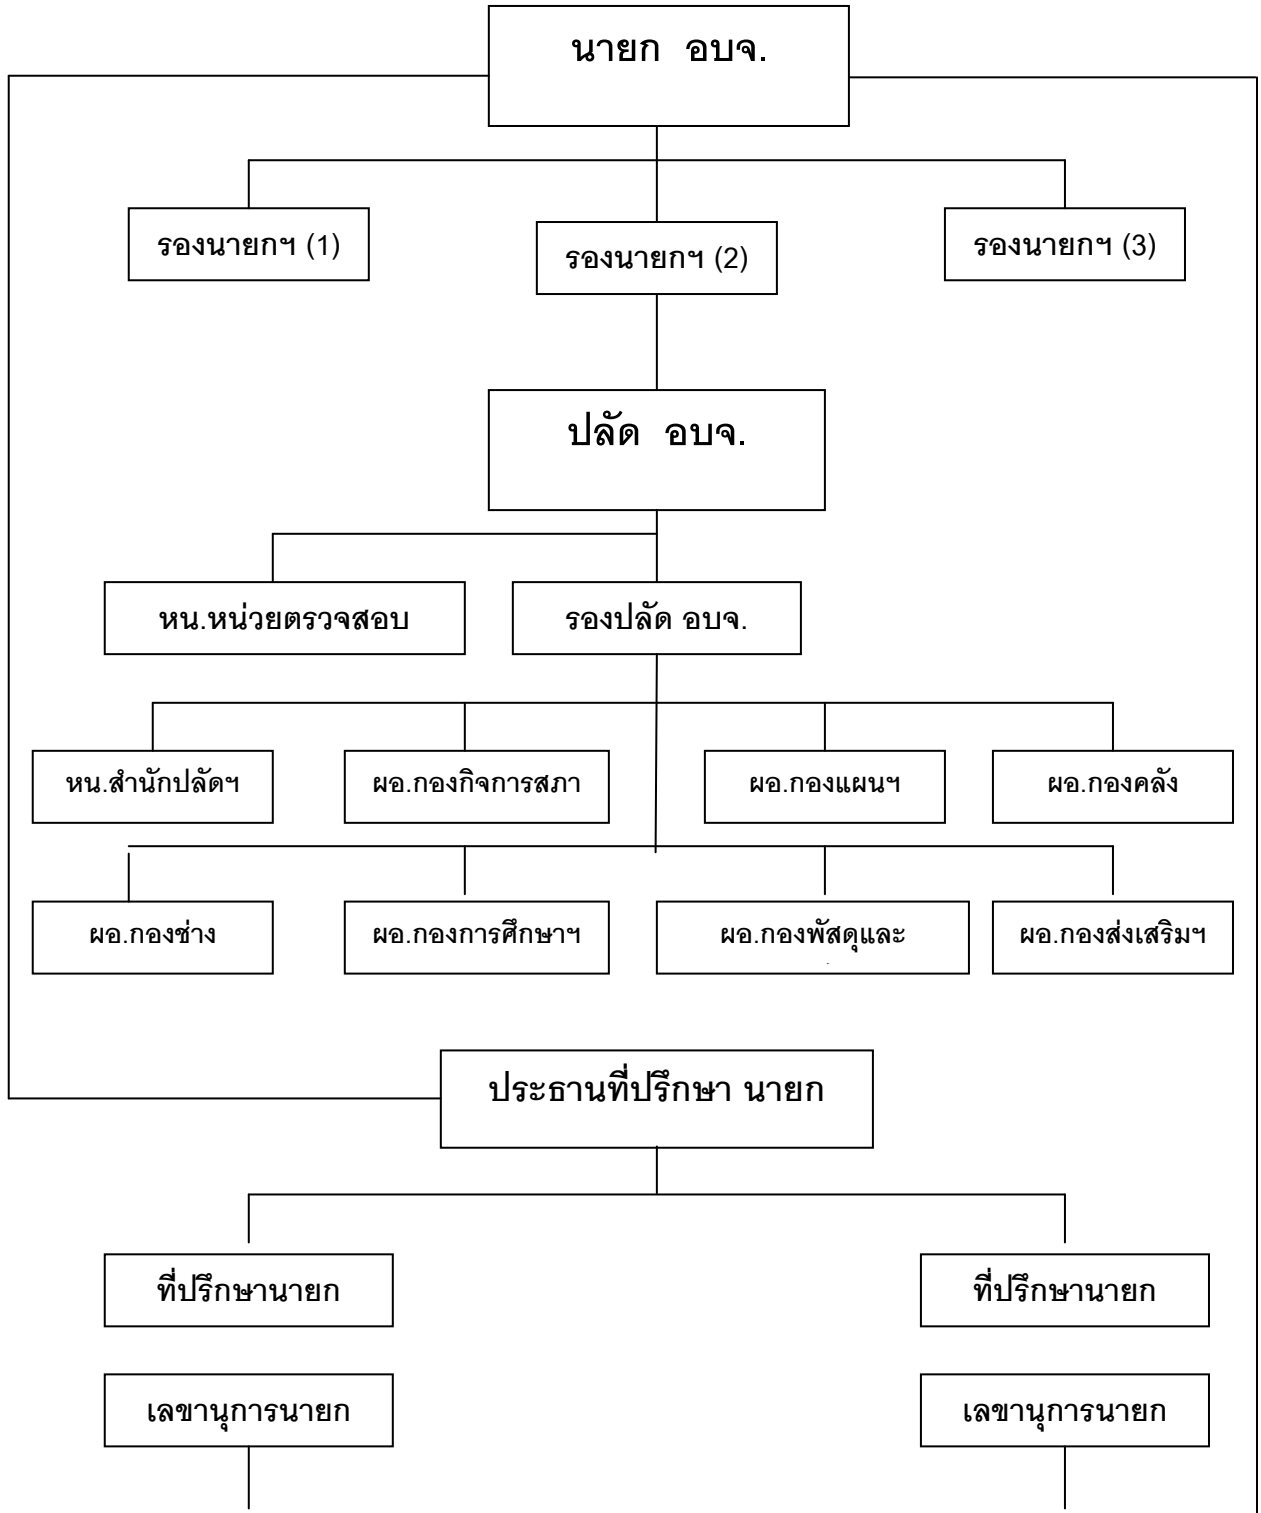 นายก อบจ.
รองนายกฯ (1)
รองนายกฯ (2)
รองนายกฯ (3)
ปลัด อบจ.
หน.หน่วยตรวจสอบ
รองปลัด อบจ.
หน.สำนักปลัดฯ
ผอ.กองกิจการสภา
ผอ.กองแผนฯ
ผอ.กองคลัง
ผอ.กองช่าง
ผอ.กองการศึกษาฯ
ผอ.กองพัสดุและ
ผอ.กองส่งเสริมฯ
ประธานที่ปรึกษา นายก
ที่ปรึกษานายก
ที่ปรึกษานายก
เลขานุการนายก
เลขานุการนายก